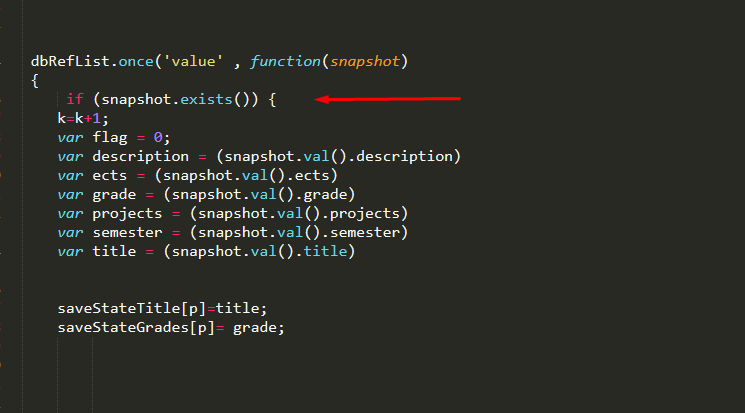 dbRefList.once('value' , function(snapshot)
{
if (snapshot.exists()) {
k=k+1;
var flag = 0;
var description = (snapshot.val().description)
var ects = (snapshot.val().ects)
var grade = (snapshot.val().grade)
var projects = (snapshot.val().projects)
var semester = (snapshot.val().semester)
var title = (snapshot.val().title)
saveStateTitle[p]=title;
saveStateGrades[p]= grade;